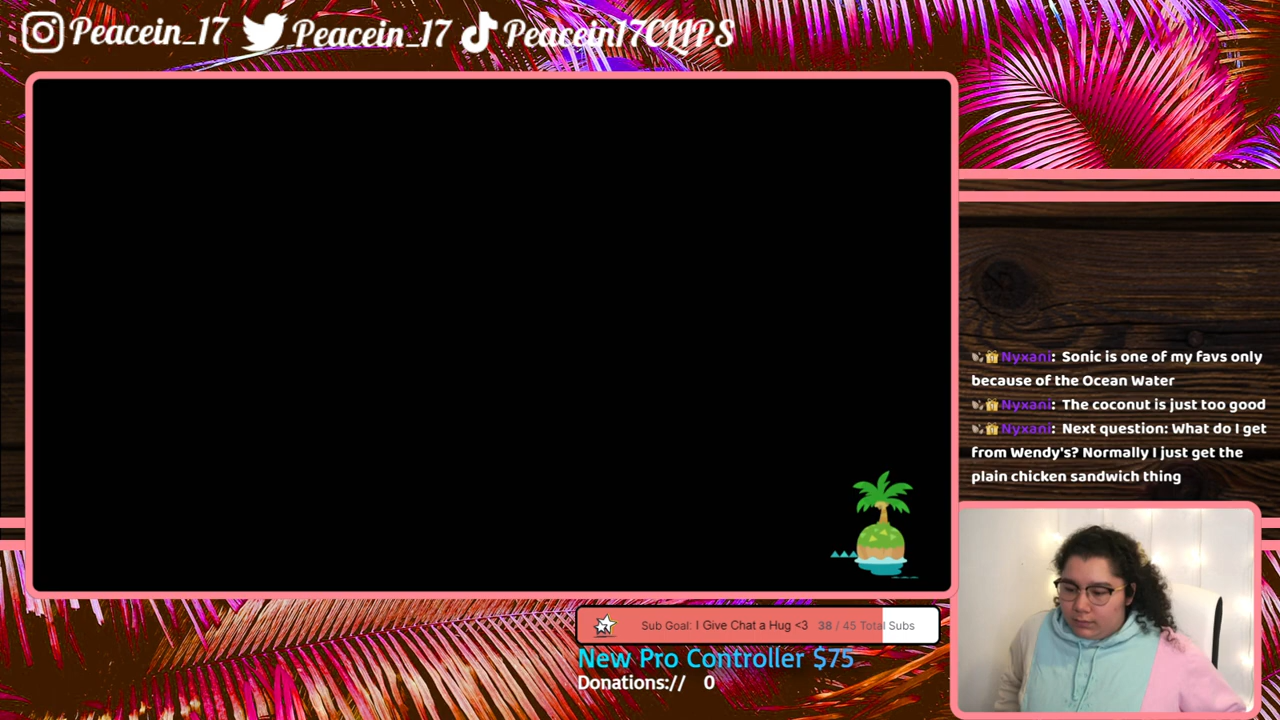 Peacein_17 Peacein_17 Peacein17CLIPS
Nyxani: Sonic is one of my favs only
because of the Ocean Water
Nyxani: The coconut is just too good
Nyxani: Next question: What do I get
from Wendy's? Normally I just get the
plain chicken sandwich thing
Sub Goal: I Give Chat a Hug <3 38 / 45 Total Subs
New Pro Controller $75
Donations:// 0